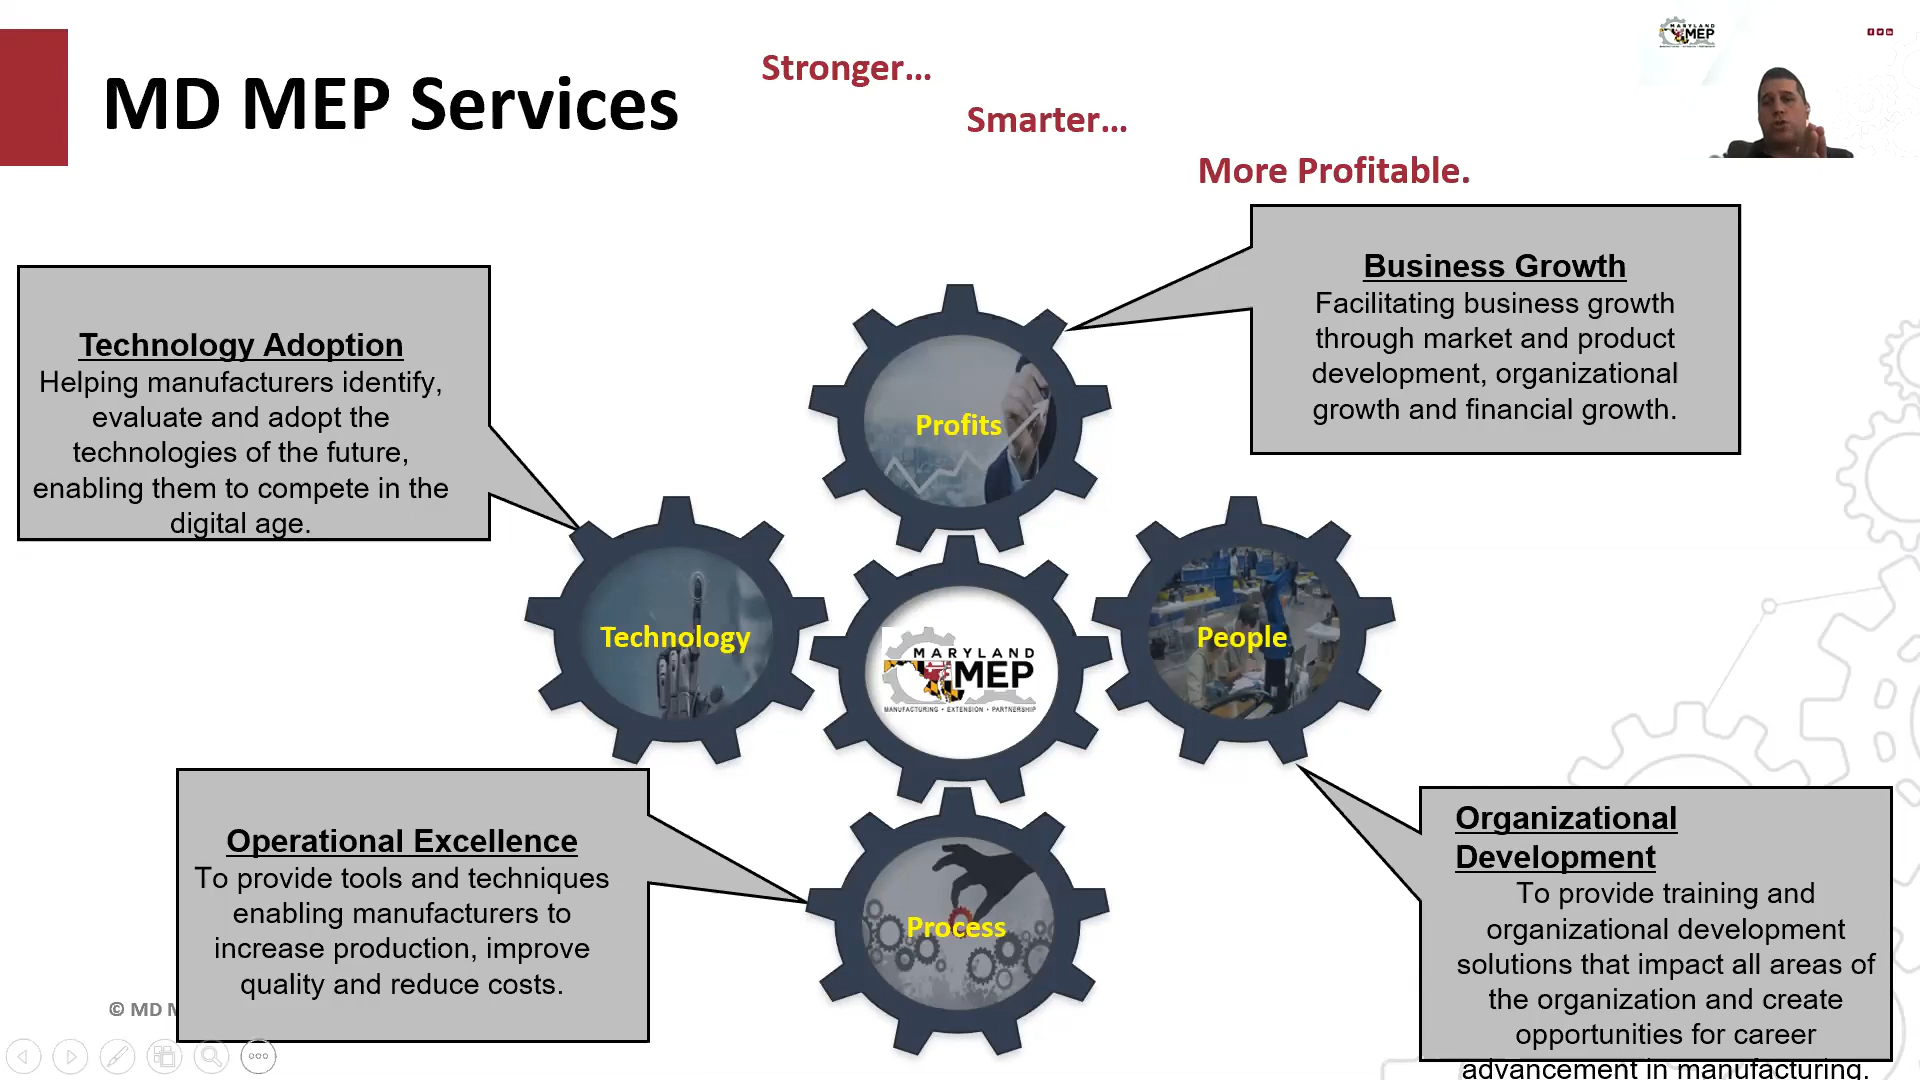 MD MEP Services
Stronger…
Smarter…
More Profitable.
MARYLAND
MEP
Technology Adoption
Helping manufacturers identify,
evaluate and adopt the
technologies of the future,
enabling them to compete in the
digital age.
Business Growth
Facilitating business growth
through market and product
development, organizational
growth and financial growth.
Profits
Technology
MARYLAND
MEP
MANUFACTURING • EXTENSION • PARTNERSHIP
People
Operational Excellence
To provide tools and techniques
enabling manufacturers to
increase production, improve
quality and reduce costs.
Process
Organizational
Development
To provide training and
organizational development
solutions that impact all areas of
the organization and create
opportunities for career
advancement in manufacturing.
© MD M